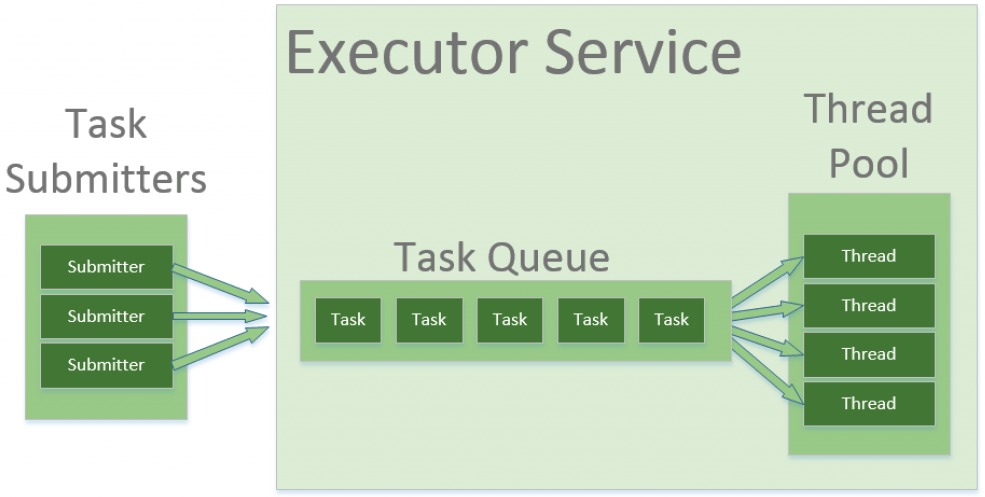 Executor Service
Task
Submitters
Submitter
Submitter
Submitter
Task Queue
Task Task Task Task Task
Thread
Pool
Thread
Thread
Thread
Thread